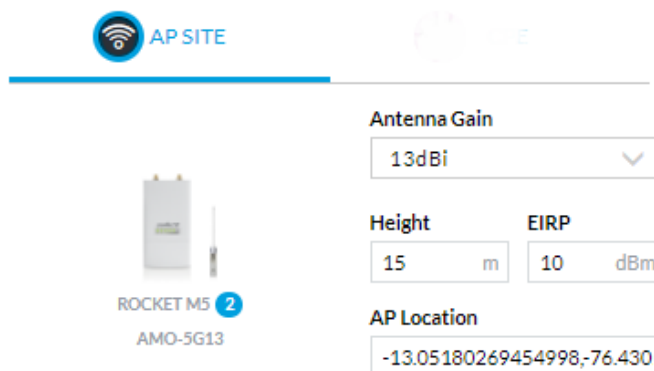 AP SITE
Antenna Gain
13dBi
Height
EIRP
15 m
10 dBm
ROCKET M5 2
AMO-5G13
AP Location
-13.05180269454998,-76.430